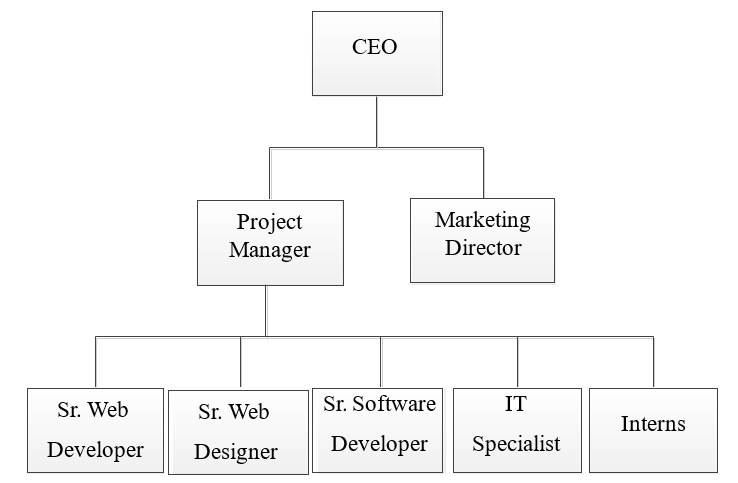 CEO
Project
Manager
Marketing
Director
Sr. Web
Developer
Sr. Web
Designer
Sr. Software
Developer
IT
Specialist
Interns